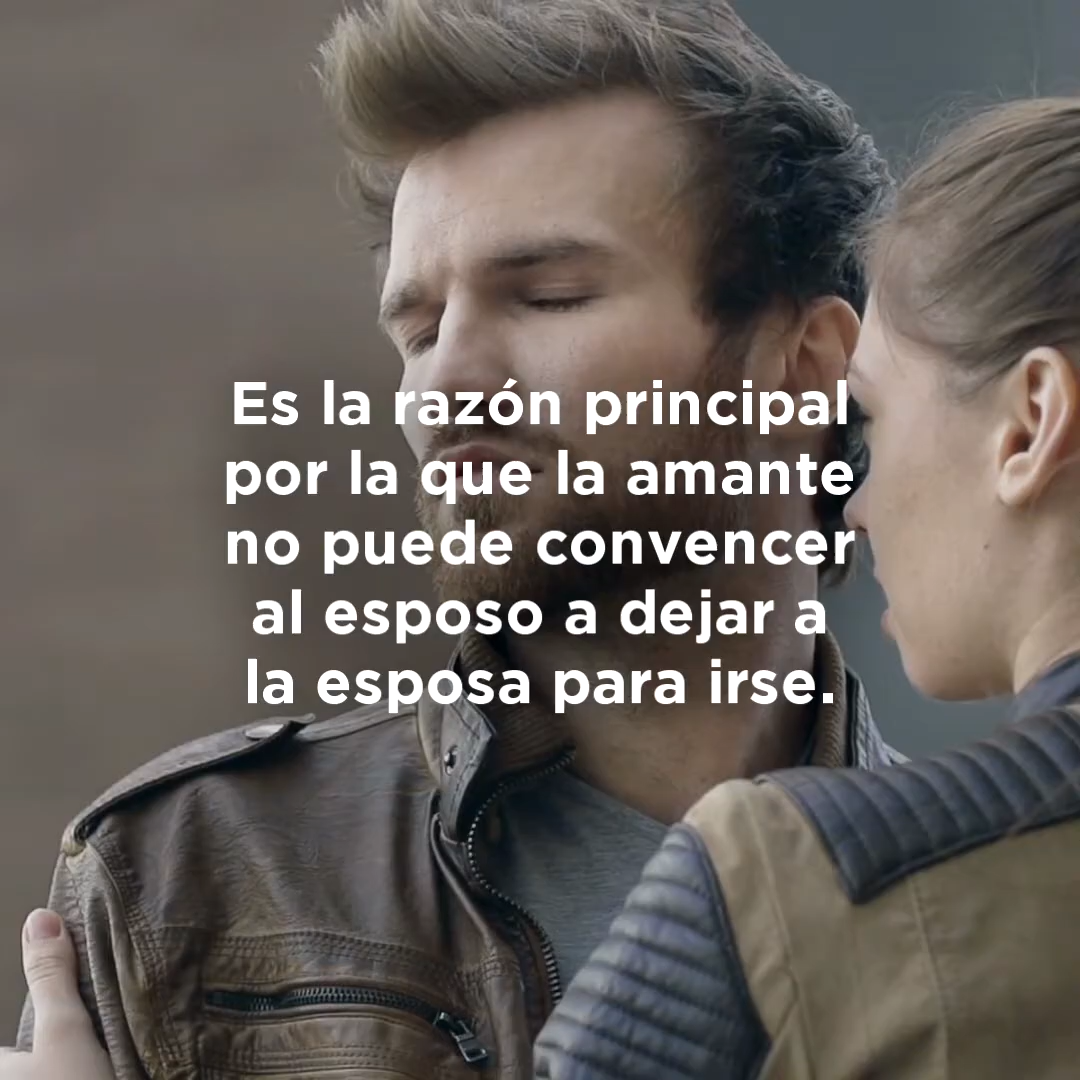 Es la razón principal
por la que la amante
no puede convencer
al esposo a dejar a
la esposa para irse.